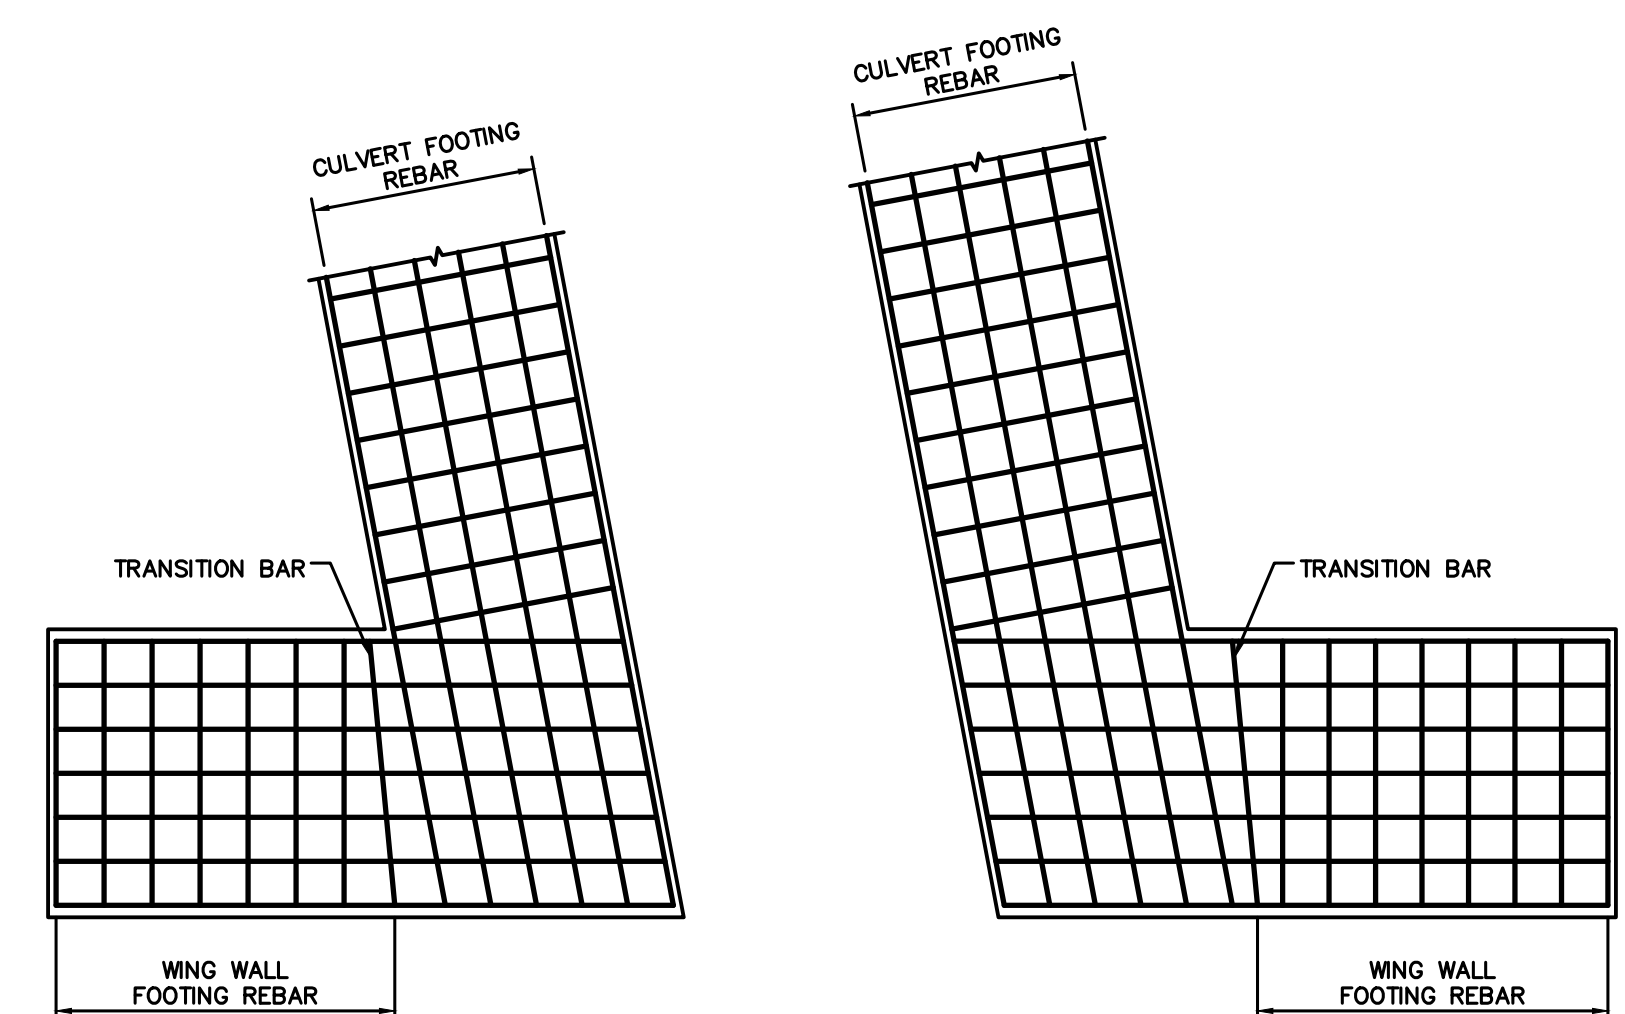 CULVERT FOOTING
REBAR
CULVERT FOOTING
REBAR
TRANSITION BAR
TRANSITION BAR
WING WALL
FOOTING REBAR
WING WALL
FOOTING REBAR